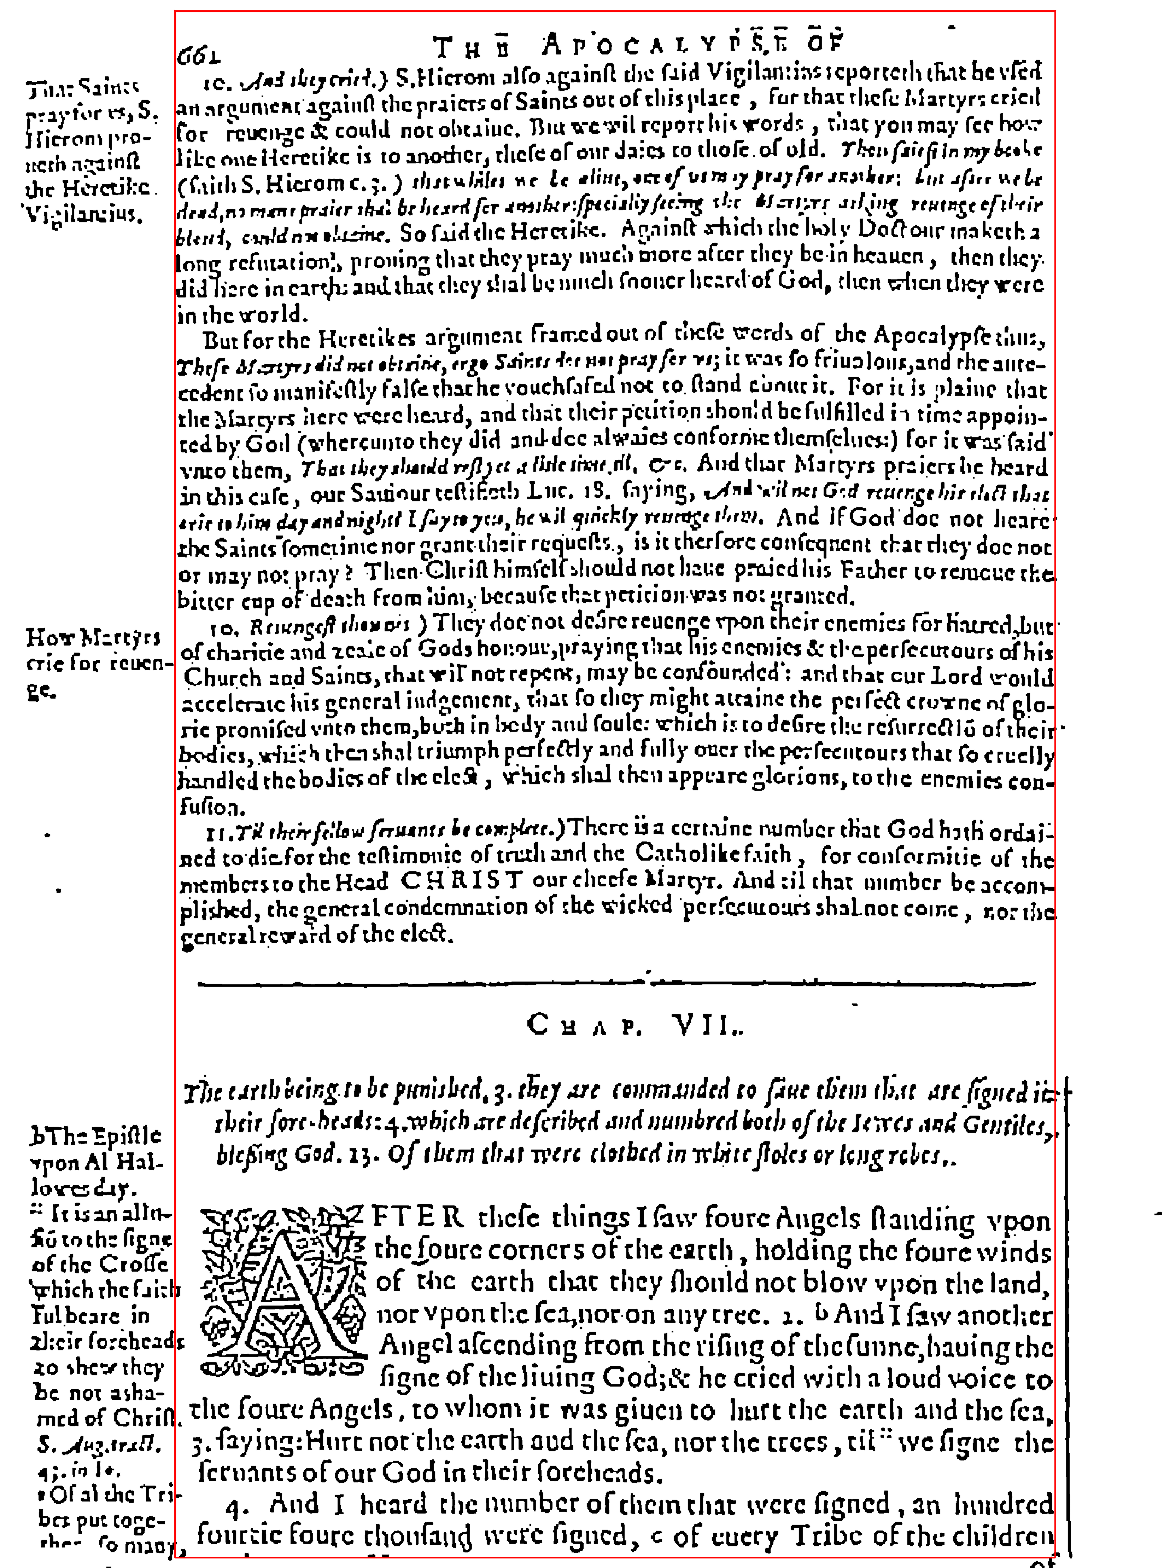 662 THE APOCALYPSE OF
10. And they cried.) S. Hierom alſo againſt the ſaid Vigilantius reporteth that he vſed
an argument againſt the praiers of Saints out of this place, for that theſe Martyrs cried
for reuenge & could not obtaine. But we wil report his words, that you may ſee how
like one Heretike is to another, theſe of our daies to thoſe of old. Thou ſaiſt in my booke
(ſaith S. Hierom c. 3.) that whiles we be aliue, one of vs may pray for another: but after we be
dead, no mans praier ſhal be heard for another: ſpecially ſeeing the Martyrs asking reuenge of their
bloud, could not obtaine. So ſaid the Heretike. Againſt which the holy Doctour maketh a
long refutation, prouing that they pray much more after they be in heauen, then they
did here in earth: and that they ſhal be much ſooner heard of God, then when they were
in the world.
But for the Heretikes argument framed out of theſe words of the Apocalypſe thus,
Theſe Martyrs did not obtaine, ergo Saints doe not pray for vs; it was ſo friuolous, and the ante-
cedent ſo manifeſtly falſe that he vouchſafed not to ſtand about it. For it is plaine that
the Martyrs here were heard, and that their petition should be fulfilled in time appoin-
ted by God (whereunto they did and doe alwaies conforme themſelues:) for it was ſaid
vnto them, That they should reſt yet a litle time, til, &c. And that Martyrs praiers be heard
in this caſe, our Sauiour teſtifieth Luc. 18. ſaying, And wil not God reuenge his elect that
crie to him day and night? I ſay to you, he wil quickly reuenge them. And if God doe not heare
the Saints ſometime nor grant their requeſts, is it therfore conſequent that they doe not
or may not pray? Then Chriſt himſelf should not haue praied his Father to remoue the
bitter cup of death from him, becauſe that petition was not granted.
10. Reuengeſt thou not ) They doe not deſire reuenge vpon their enemies for hatred, but
of charitie and zeale of Gods honour, praying that his enemies & the perſecutours of his
Church and Saints, that wil not repent, may be confounded: and that our Lord would
accelerate his general iudgement, that ſo they might attaine the perfect crowne of glo-
rie promiſed vnto them, both in body and ſoule: which is to deſire the reſurrectiō of their
bodies, which then shal triumph perfectly and fully ouer the perſecutours that ſo cruelly
handled the bodies of the elect, which shal then appeare glorious, to the enemies con-
fuſion.
11. Til their fellow ſeruants be complete.) There is a certaine number that God hath ordai-
ned to die for the teſtimonie of truth and the Catholike faith, for conformitie of the
members to the Head CHRIST our cheefe Martyr. And til that number be accom-
plished, the general condemnation of the wicked perſecutours shal not come, nor the
general reward of the elect.
That Saints
pray for vs, S.
Hierom pro-
ueth againſt
the Heretike
Vigilantius.
How Martyrs
crie for reuen-
ge.
CHAP. VII.
The earth being to be punished, 3. they are commanded to ſaue them that are ſigned in
their fore-heads: 4. which are deſcribed and numbred both of the Iewes and Gentiles,
bleſsing God. 13. Of them that were clothed in white ſtoles or long robes.
AFTER theſe things I ſaw foure Angels ſtanding vpon
the foure corners of the earth, holding the foure winds
of the earth that they ſhould not blow vpon the land,
nor vpon the ſea, nor on any tree. 2. b And I ſaw another
Angel aſcending from the riſing of the ſunne, hauing the
ſigne of the liuing God; & he cried with a loud voice to
the foure Angels, to whom it was giuen to hurt the earth and the ſea,
3. ſaying: Hurt not the earth and the ſea, nor the trees, til " we ſigne the
ſeruants of our God in their foreheads.
4. And I heard the number of them that were ſigned, an hundred
fourtie foure thouſand were ſigned, c of euery Tribe of the children
of
b The Epiſtle
vpon Al Hal-
lowes day.
" It is an allu-
ſiō to the ſigne
of the Croſſe
which the faith
ful beare in
their foreheads
to shew they
be not asha-
med of Chriſt.
S. Aug. tract.
43. in Io.
c Of al the Tri-
bes put toge-
ther ſo many,